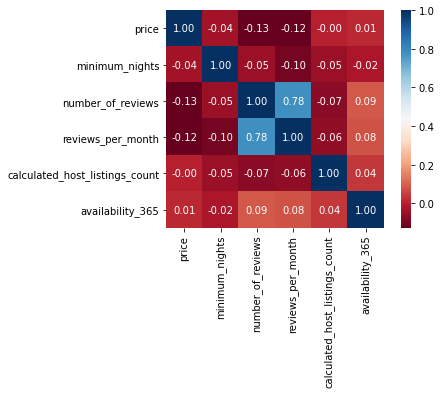 price 1.00 -0.04 -0.13 -0.12 -0.00 0.01
minimum_nights -0.04 1.00 -0.05 -0.10 -0.05 -0.02
number_of_reviews -0.13 -0.05 1.00 0.78 -0.07 0.09
reviews_per_month -0.12 -0.10 0.78 1.00 -0.06 0.08
calculated_host_listings_count -0.00 -0.05 -0.07 -0.06 1.00 0.04
availability_365 0.01 -0.02 0.09 0.08 0.04 1.00
price
minimum_nights
number_of_reviews
reviews_per_month
calculated_host_listings_count
availability_365
1.0
0.8
0.6
0.4
0.2
0.0